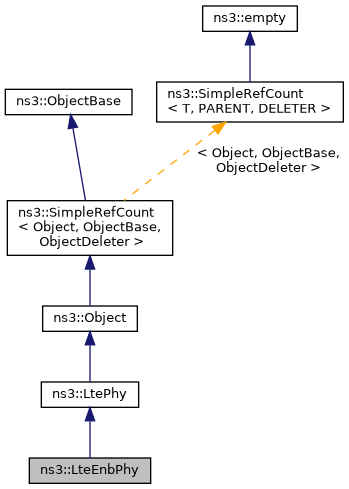 ns3::empty
ns3::ObjectBase
ns3::SimpleRefCount
< T, PARENT, DELETER >
< Object, ObjectBase,
ObjectDeleter >
ns3::SimpleRefCount
< Object, ObjectBase,
ObjectDeleter >
ns3::Object
ns3::LtePhy
ns3::LteEnbPhy